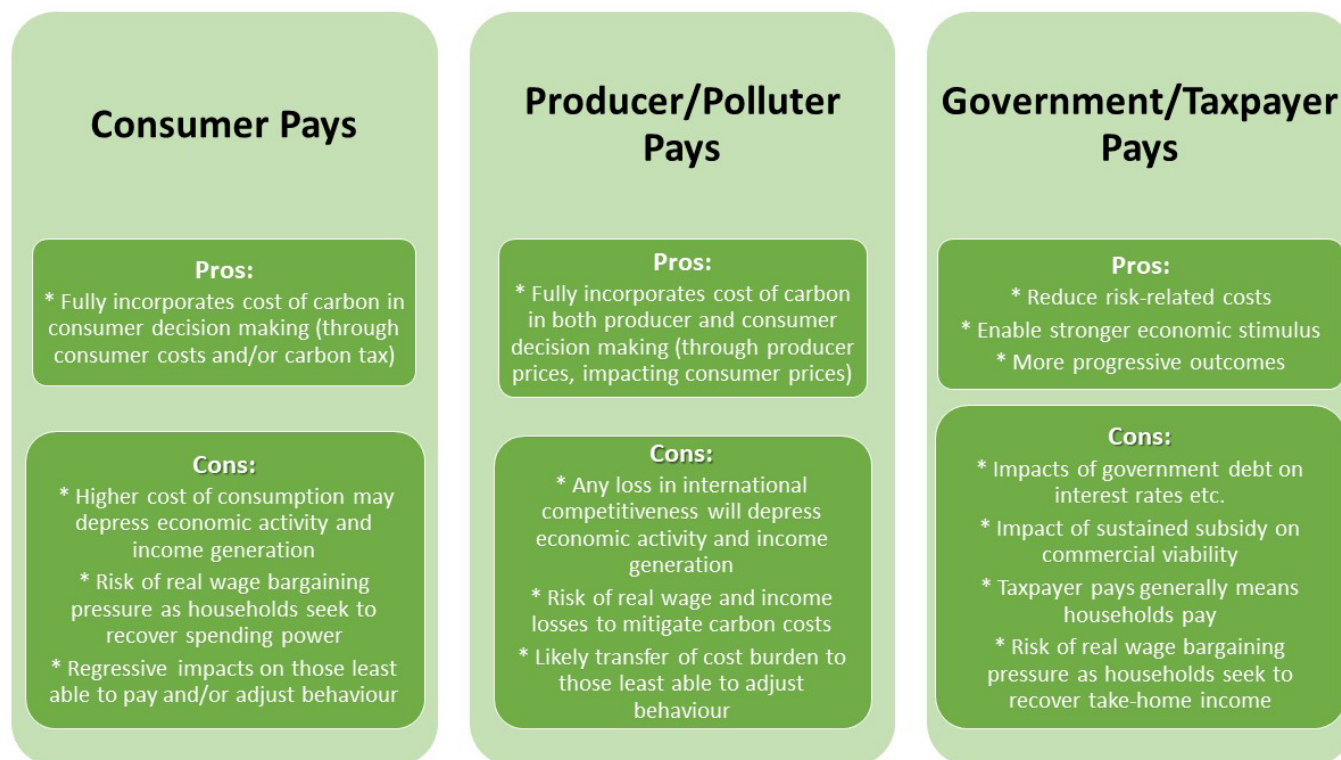 Consumer Pays
Pros:
* Fully incorporates cost of carbon in
consumer decision making (through
consumer costs and/or carbon tax)
Cons:
* Higher cost of consumption may
depress economic activity and
income generation
* Risk of real wage bargaining
pressure as households seek to
recover spending power
* Regressive impacts on those least
able to pay and/or adjust behaviour
Producer/Polluter
Pays
Pros:
* Fully incorporates cost of carbon
in both producer and consumer
decision making (through producer
prices, impacting consumer prices)
Cons:
* Any loss in international
competitiveness will depress
economic activity and income
generation
* Risk of real wage and income
losses to mitigate carbon costs
* Likely transfer of cost burden to
those least able to adjust
behaviour
Government/Taxpayer
Pays
Pros:
* Reduce risk-related costs
* Enable stronger economic stimulus
* More progressive outcomes
Cons:
* Impacts of government debt on
interest rates etc.
* Impact of sustained subsidy on
commercial viability
* Taxpayer pays generally means
households pay
* Risk of real wage bargaining
pressure as households seek to
recover take-home income